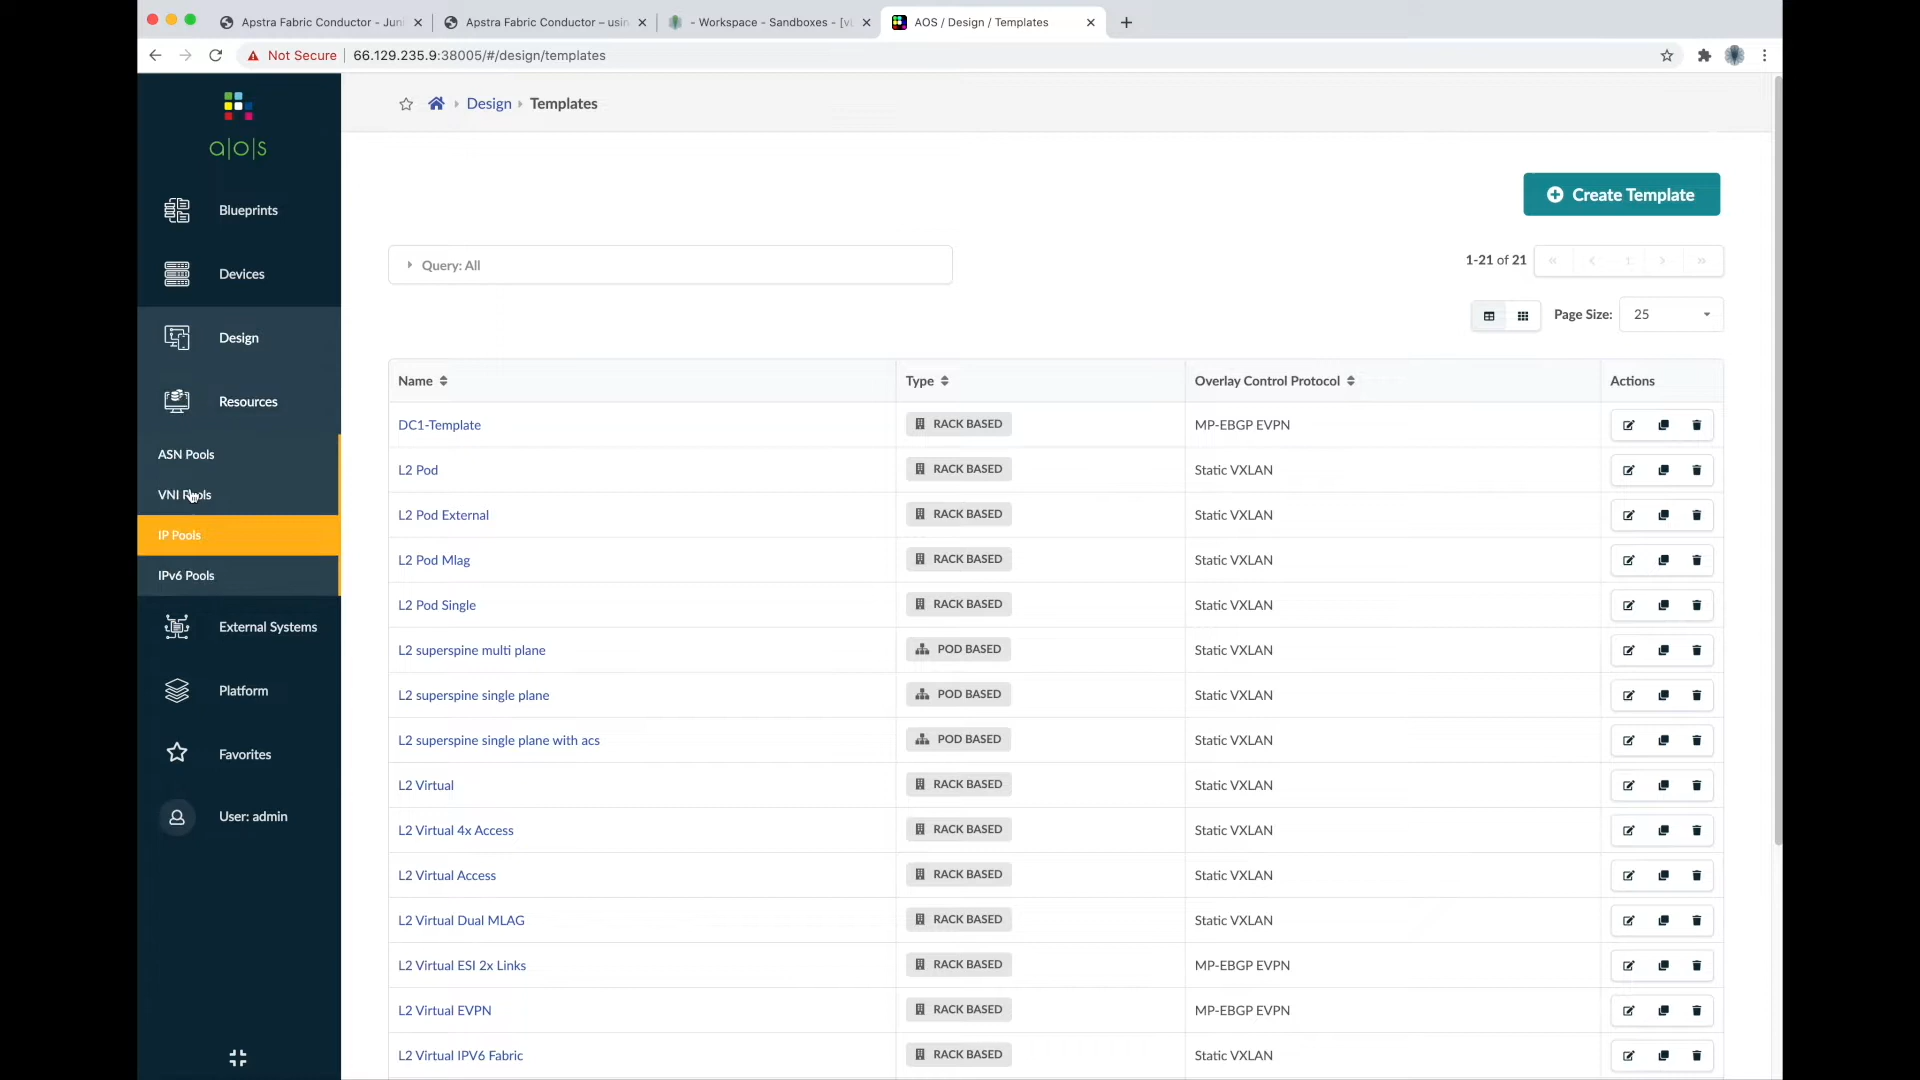 Apstra Fabric Conductor - Juni
Apstra Fabric Conductor – usin
- Workspace - Sandboxes - [vL
AOS / Design / Templates
Not Secure
66.129.235.9:38005/#/design/templates
a|o|s
Blueprints
Devices
Design
Resources
ASN Pools
VNI Pools
IP Pools
IPv6 Pools
External Systems
Platform
Favorites
User: admin
Design
Templates
Create Template
Query: All
1-21 of 21
1
Page Size:
25
Name
Type
Overlay Control Protocol
Actions
DC1-Template
RACK BASED
MP-EBGP EVPN
L2 Pod
RACK BASED
Static VXLAN
L2 Pod External
RACK BASED
Static VXLAN
L2 Pod Mlag
RACK BASED
Static VXLAN
L2 Pod Single
RACK BASED
Static VXLAN
L2 superspine multi plane
POD BASED
Static VXLAN
L2 superspine single plane
POD BASED
Static VXLAN
L2 superspine single plane with acs
POD BASED
Static VXLAN
L2 Virtual
RACK BASED
Static VXLAN
L2 Virtual 4x Access
RACK BASED
Static VXLAN
L2 Virtual Access
RACK BASED
Static VXLAN
L2 Virtual Dual MLAG
RACK BASED
Static VXLAN
L2 Virtual ESI 2x Links
RACK BASED
MP-EBGP EVPN
L2 Virtual EVPN
RACK BASED
MP-EBGP EVPN
L2 Virtual IPV6 Fabric
RACK BASED
Static VXLAN